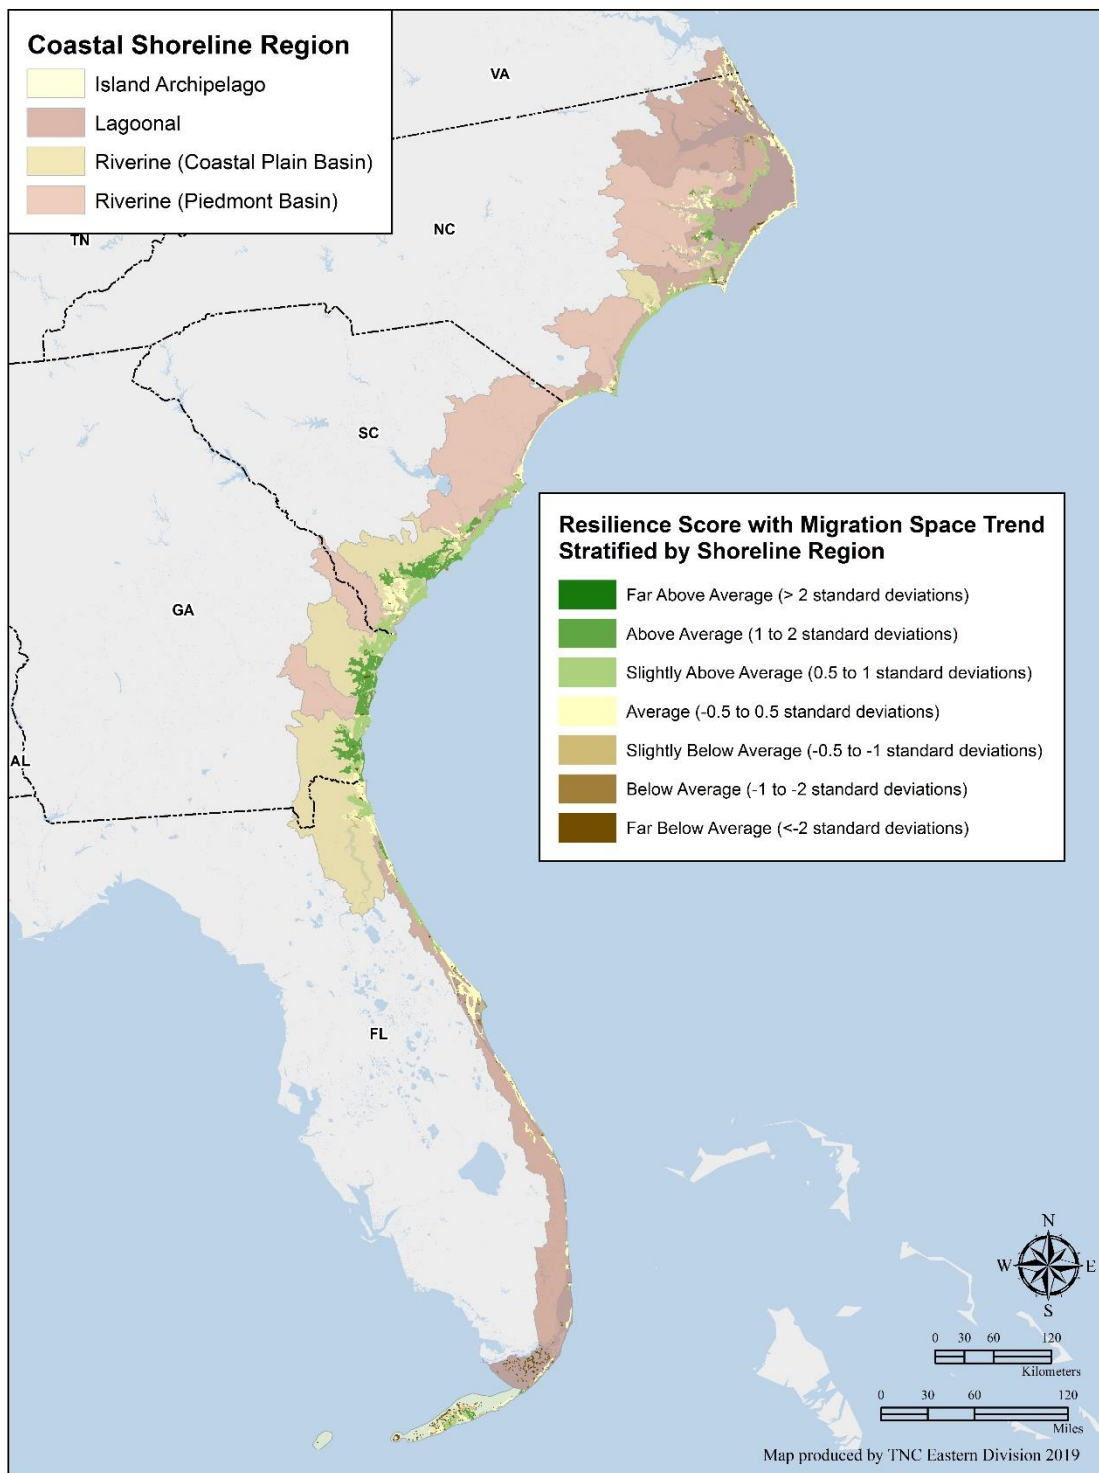 Coastal Shoreline Region
Island Archipelago
Lagoonal
Riverine (Coastal Plain Basin)
Riverine (Piedmont Basin)
VA
TN
NC
SC
GA
AL
FL
Resilience Score with Migration Space Trend
Stratified by Shoreline Region
Far Above Average (> 2 standard deviations)
Above Average (1 to 2 standard deviations)
Slightly Above Average (0.5 to 1 standard deviations)
Average (-0.5 to 0.5 standard deviations)
Slightly Below Average (-0.5 to -1 standard deviations)
Below Average (-1 to -2 standard deviations)
Far Below Average (<-2 standard deviations)
N
W E
S
0 30 60 120
Kilometers
0 30 60 120
Miles
Map produced by TNC Eastern Division 2019